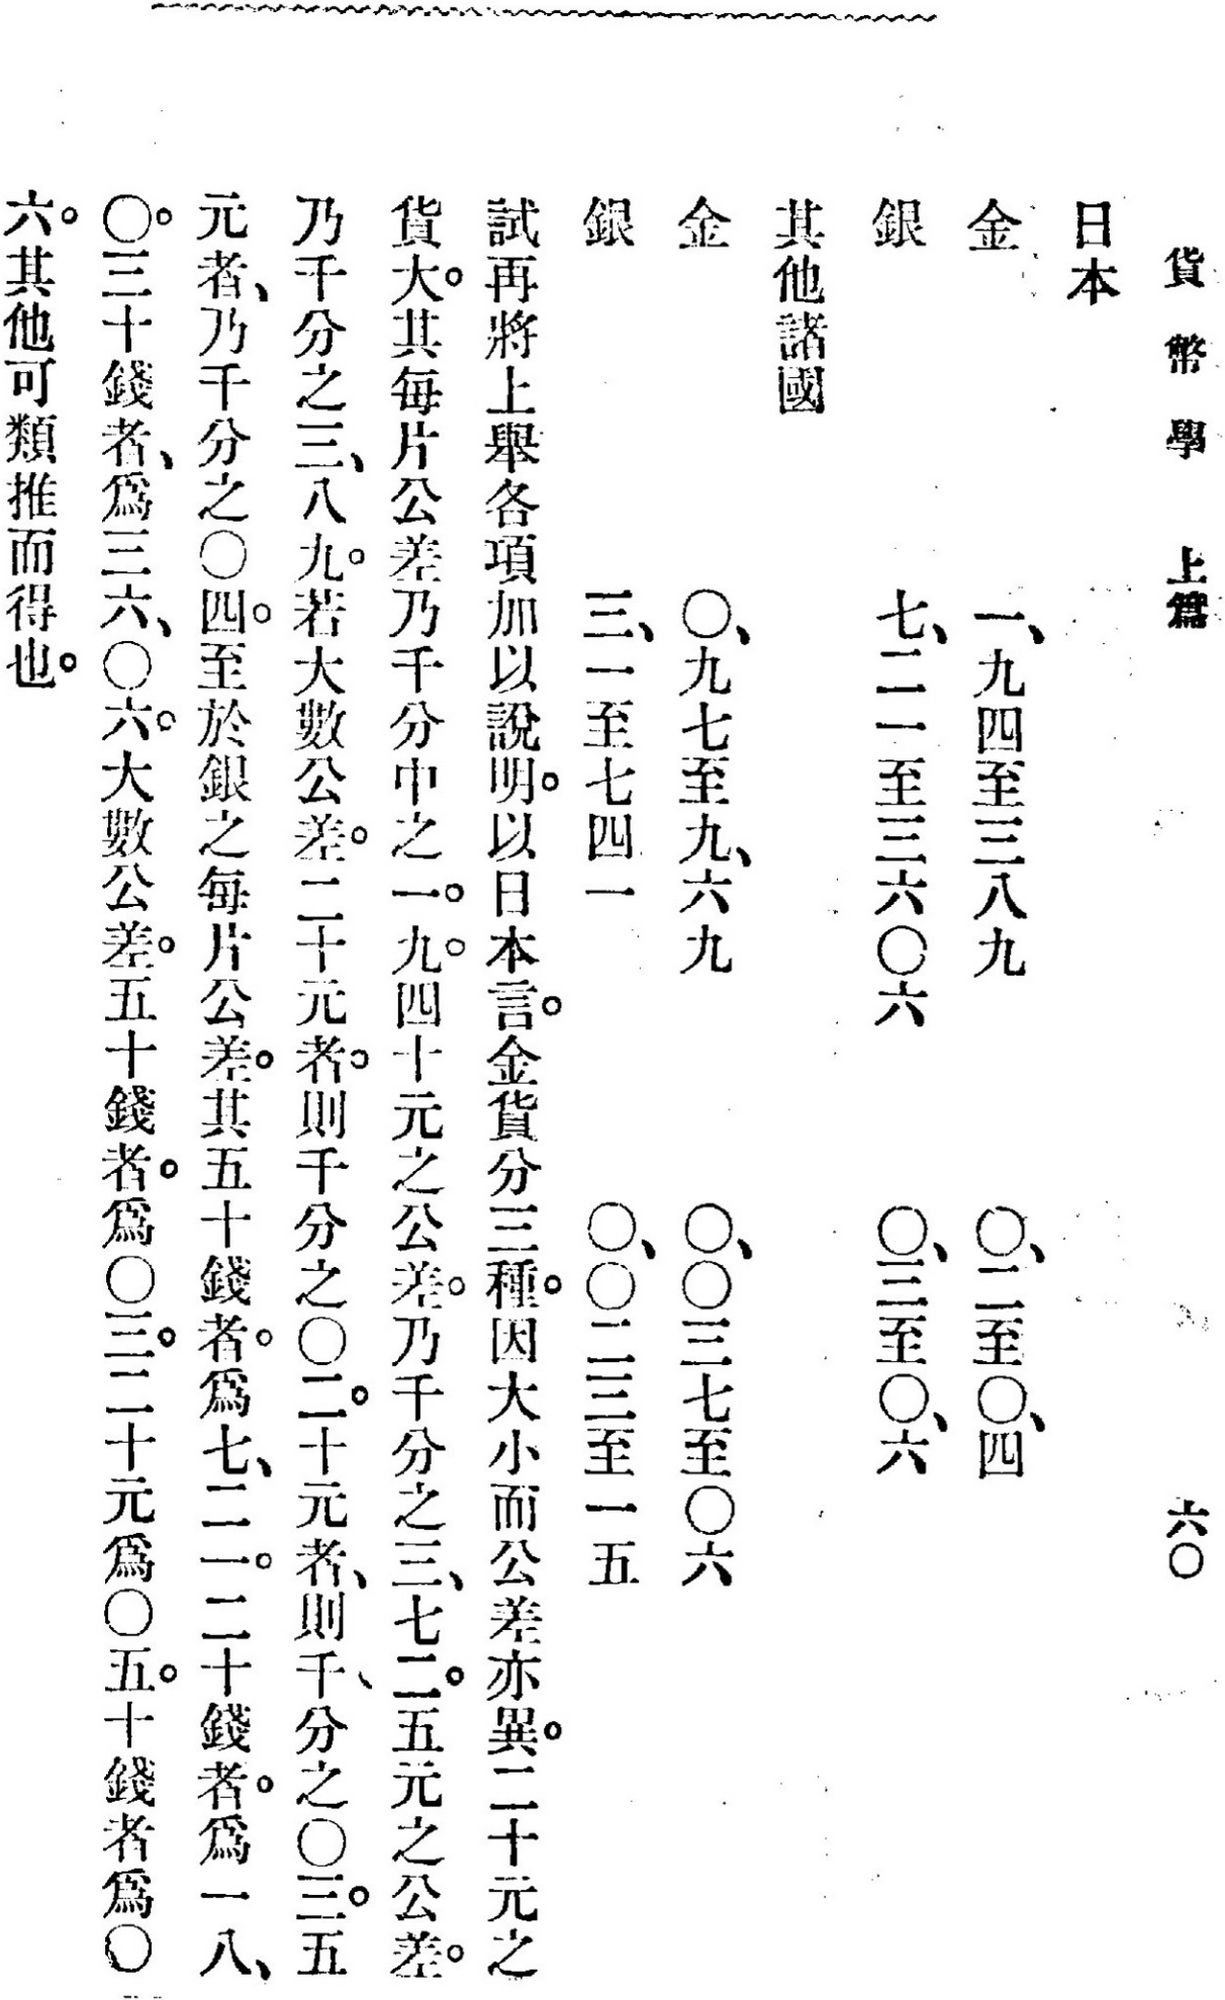 貨幣學 上篇 六〇
日本
金 一、九四至三八九 〇、二至〇、四
銀 七、二一至三六〇六 〇、三至〇、六
其他諸國
金 〇、九七至九、六九 〇、〇三七至〇六
銀 三、一至七四一 〇、〇二三至一五
試再將上舉各項加以說明。以日本言。金貨分三種。因大小而公差亦異。二十元之
貨大。其每片公差乃千分中之一。九。四十元之公差。乃千分之三、七二。五元之公差。
乃千分之三、八九。若大數公差。二十元者。則千分之〇二。十元者、則千、分之〇三。五
元者、乃千分之〇四。至於銀之每片公差。其五十錢者。爲七、二一。二十錢者。爲一八、
〇。三十錢者、爲三六、〇六。大數公差。五十錢者。爲〇三。二十元爲〇五。十錢者爲〇
六。其他可類推而得也。